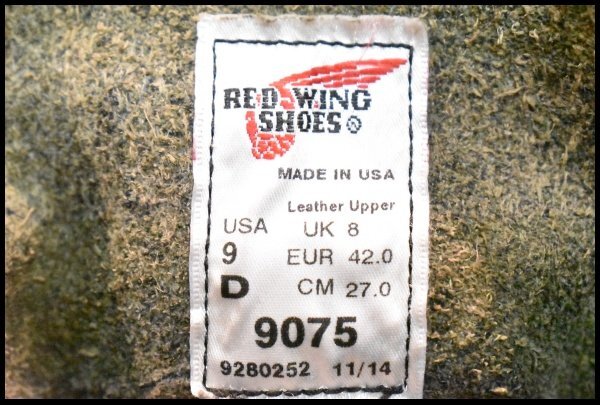 RED WING
SHOES®
MADE IN USA
Leather Upper
USA UK 8
9 EUR 42.0
D CM 27.0
9075
9280252 11/14